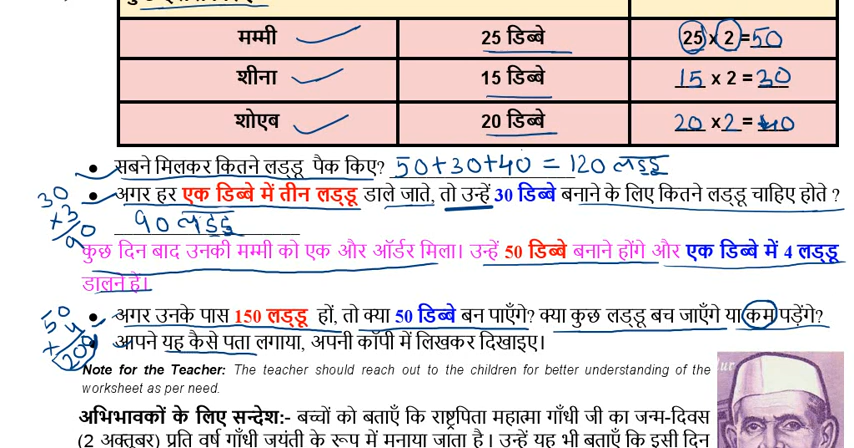 मम्मी 25 डिब्बे 25 x 2 = 50
शीना 15 डिब्बे 15 x 2 = 30
शोएब 20 डिब्बे 20 x 2 = 40
• सबने मिलकर कितने लड्डू पैक किए? 50+30+40 = 120 लड्डू
• अगर हर एक डिब्बे में तीन लड्डू डाले जाते, तो उन्हें 30 डिब्बे बनाने के लिए कितने लड्डू चाहिए होते ?
30
x3
90
90 लड्डू
कुछ दिन बाद उनकी मम्मी को एक और ऑर्डर मिला। उन्हें 50 डिब्बे बनाने होंगे और एक डिब्बे में 4 लड्डू
डालने हैं।
• अगर उनके पास 150 लड्डू हों, तो क्या 50 डिब्बे बन पाएँगे? क्या कुछ लड्डू बच जाएँगे या कम पड़ेंगे?
50
x 4
200
• आपने यह कैसे पता लगाया, अपनी कॉपी में लिखकर दिखाइए।
Note for the Teacher: The teacher should reach out to the children for better understanding of the
worksheet as per need.
अभिभावकों के लिए सन्देश:- बच्चों को बताएँ कि राष्ट्रपिता महात्मा गाँधी जी का जन्म-दिवस
(2 अक्तूबर) प्रति वर्ष गाँधी जयंती के रूप में मनाया जाता है। उन्हें यह भी बताएँ कि इसी दिन